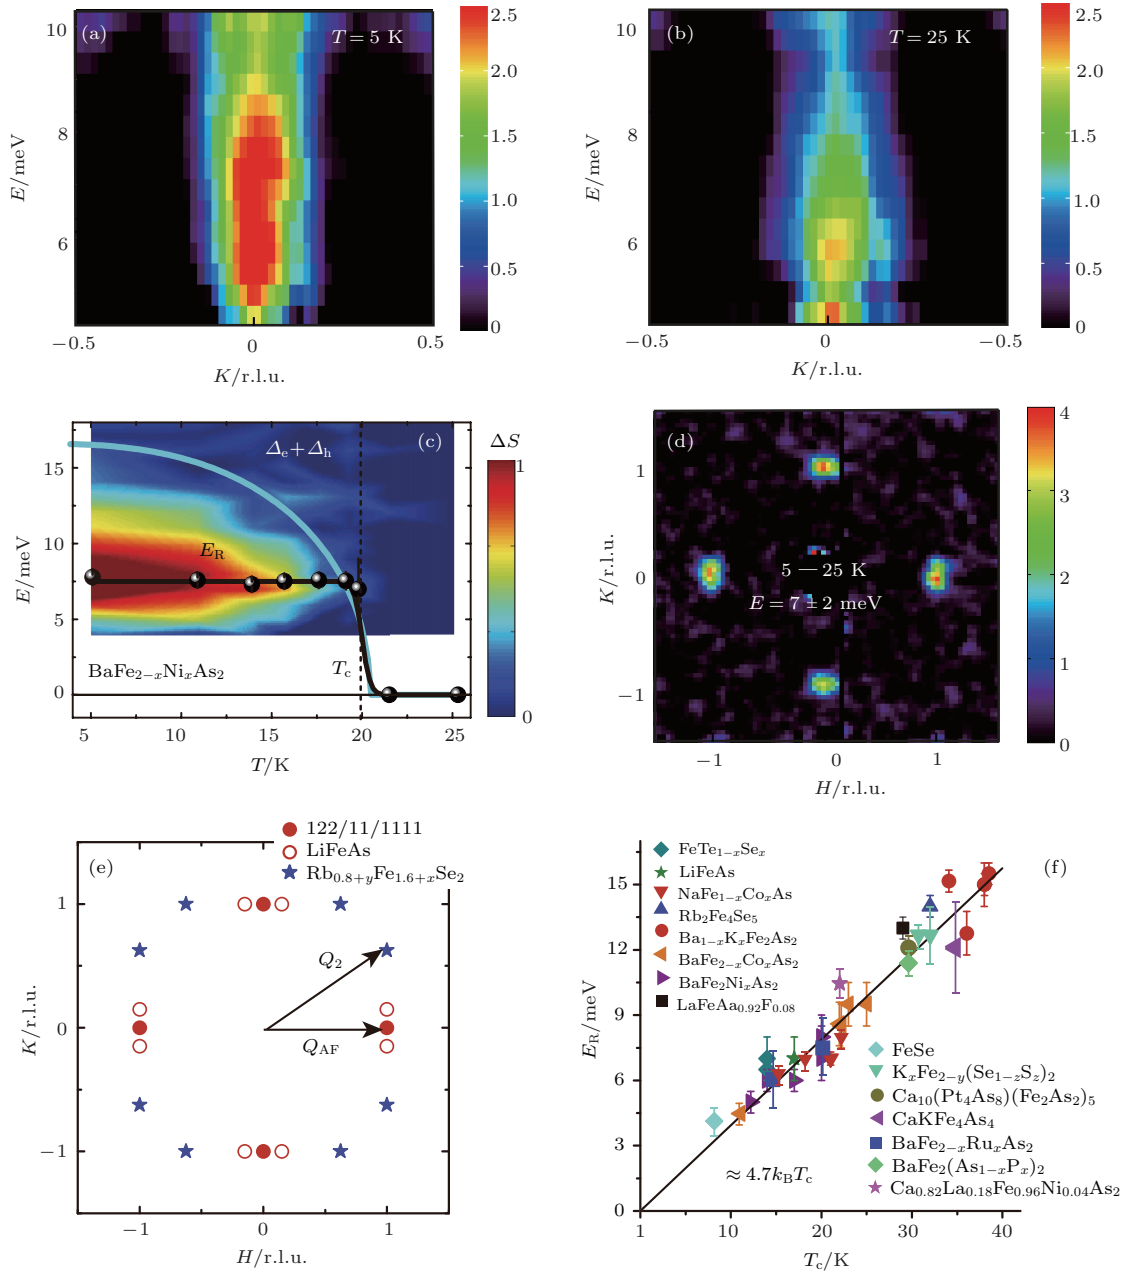 (a)
T = 5 K
10
8
6
E/meV
−0.5
0
0.5
K/r.l.u.
2.5
2.0
1.5
1.0
0.5
0
(b)
T = 25 K
10
8
6
E/meV
−0.5
0
−0.5
K/r.l.u.
2.5
2.0
1.5
1.0
0.5
0
(c)
Δe+Δh
ER
Tc
BaFe2−xNixAs2
15
10
5
0
E/meV
5
10
15
20
25
T/K
ΔS
1
0
(d)
5 — 25 K
E = 7 ± 2 meV
1
0
−1
K/r.l.u.
−1
0
1
H/r.l.u.
4
3
2
1
0
(e)
122/11/1111
LiFeAs
Rb0.8+yFe1.6+xSe2
Q2
QAF
1
0
−1
K/r.l.u.
−1
0
1
H/r.l.u.
(f)
FeTe1−xSex
LiFeAs
NaFe1−xCoxAs
Rb2Fe4Se5
Ba1−xKxFe2As2
BaFe2−xCoxAs2
BaFe2NixAs2
LaFeAa0.92F0.08
FeSe
KxFe2−y(Se1−zSz)2
Ca10(Pt4As8)(Fe2As2)5
CaKFe4As4
BaFe2−xRuxAs2
BaFe2(As1−xPx)2
Ca0.82La0.18Fe0.96Ni0.04As2
≈ 4.7kBTc
15
12
9
6
3
0
ER/meV
1
10
20
30
40
Tc/K